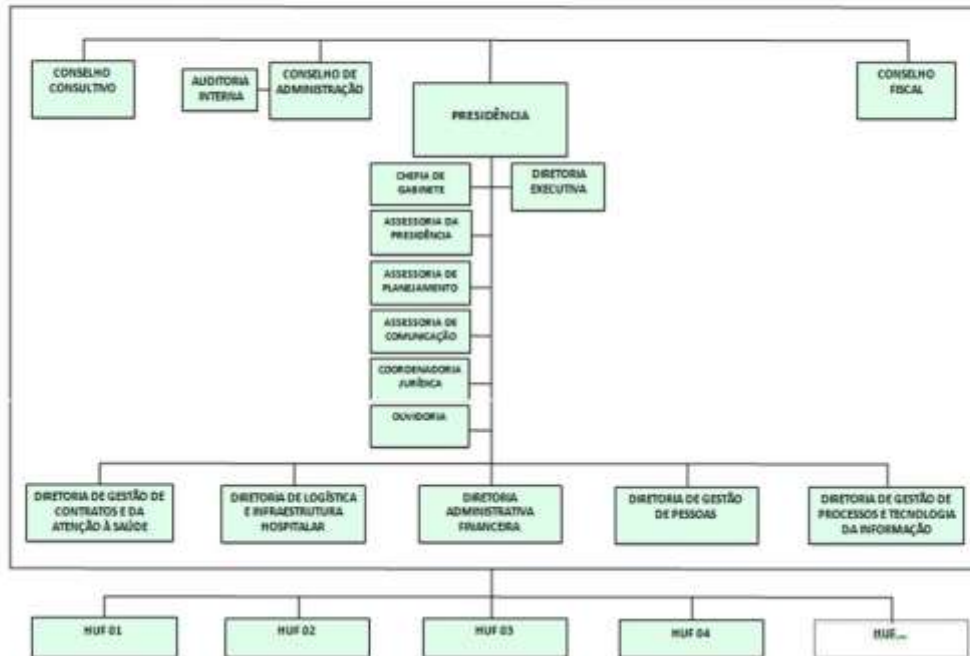 CONSELHO
CONSULTIVO
AUDITORIA
INTERNA
CONSELHO DE
ADMINISTRAÇÃO
PRESIDÊNCIA
CONSELHO
FISCAL
CHEFIA DE
GABINETE
DIRETORIA
EXECUTIVA
ASSESSORIA DA
PRESIDÊNCIA
ASSESSORIA DE
PLANEJAMENTO
ASSESSORIA DE
COMUNICAÇÃO
COORDENADORIA
JURÍDICA
OUVIDORIA
DIRETORIA DE GESTÃO DE
CONTRATOS E DA
ATENÇÃO À SAÚDE
DIRETORIA DE LOGÍSTICA
E INFRAESTRUTURA
HOSPITALAR
DIRETORIA
ADMINISTRATIVA
FINANCEIRA
DIRETORIA DE GESTÃO
DE PESSOAS
DIRETORIA DE GESTÃO DE
PROCESSOS E TECNOLOGIA
DA INFORMAÇÃO
HUF 01
HUF 02
HUF 03
HUF 04
HUF...